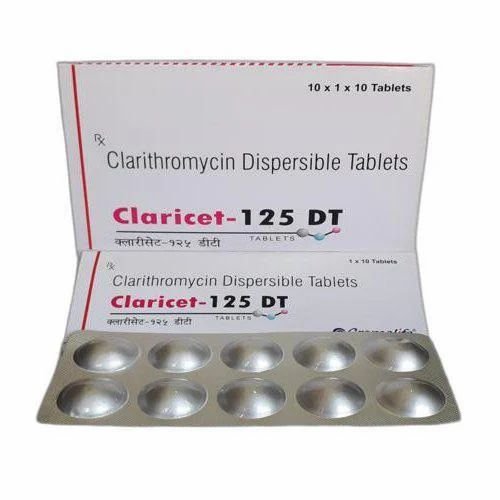 10 x 1 x 10 Tablets
Rx
Clarithromycin Dispersible Tablets
Claricet-125 DT
TABLETS
क्लारीसेट-१२५ डीटी
Rx
1 x 10 Tablets
Clarithromycin Dispersible Tablets
Claricet-125 DT
TABLETS
क्लारीसेट-१२५ डीटी